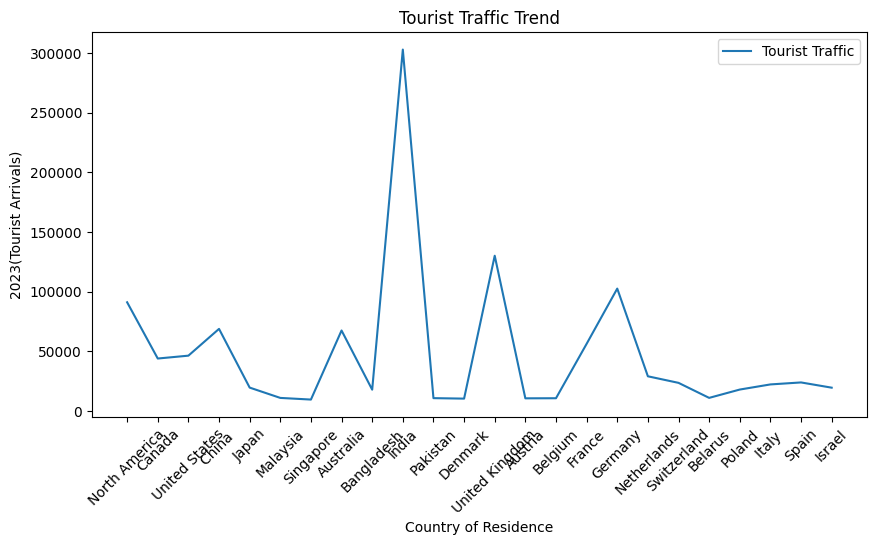 Tourist Traffic Trend
Tourist Traffic
300000
250000
200000
150000
100000
50000
0
2023(Tourist Arrivals)
North America
Canada
United States
China
Japan
Malaysia
Singapore
Australia
Bangladesh
India
Pakistan
Denmark
United Kingdom
Austria
Belgium
France
Germany
Netherlands
Switzerland
Belarus
Poland
Italy
Spain
Israel
Country of Residence